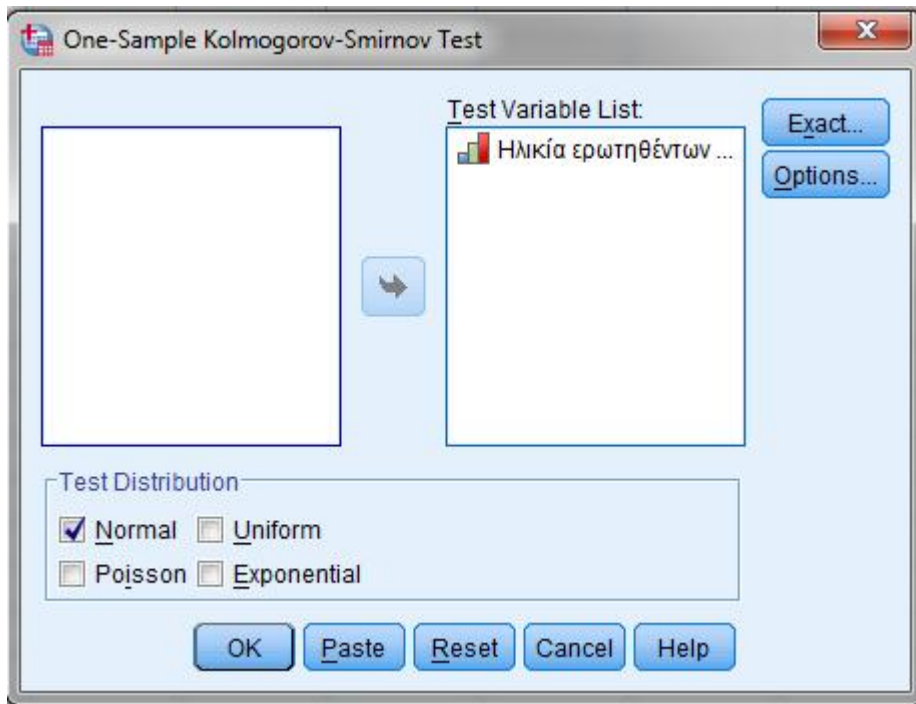 One-Sample Kolmogorov-Smirnov Test
Test Variable List:
Ηλικία ερωτηθέντων ...
Exact...
Options...
Test Distribution
Normal Uniform
Poisson Exponential
OK Paste Reset Cancel Help